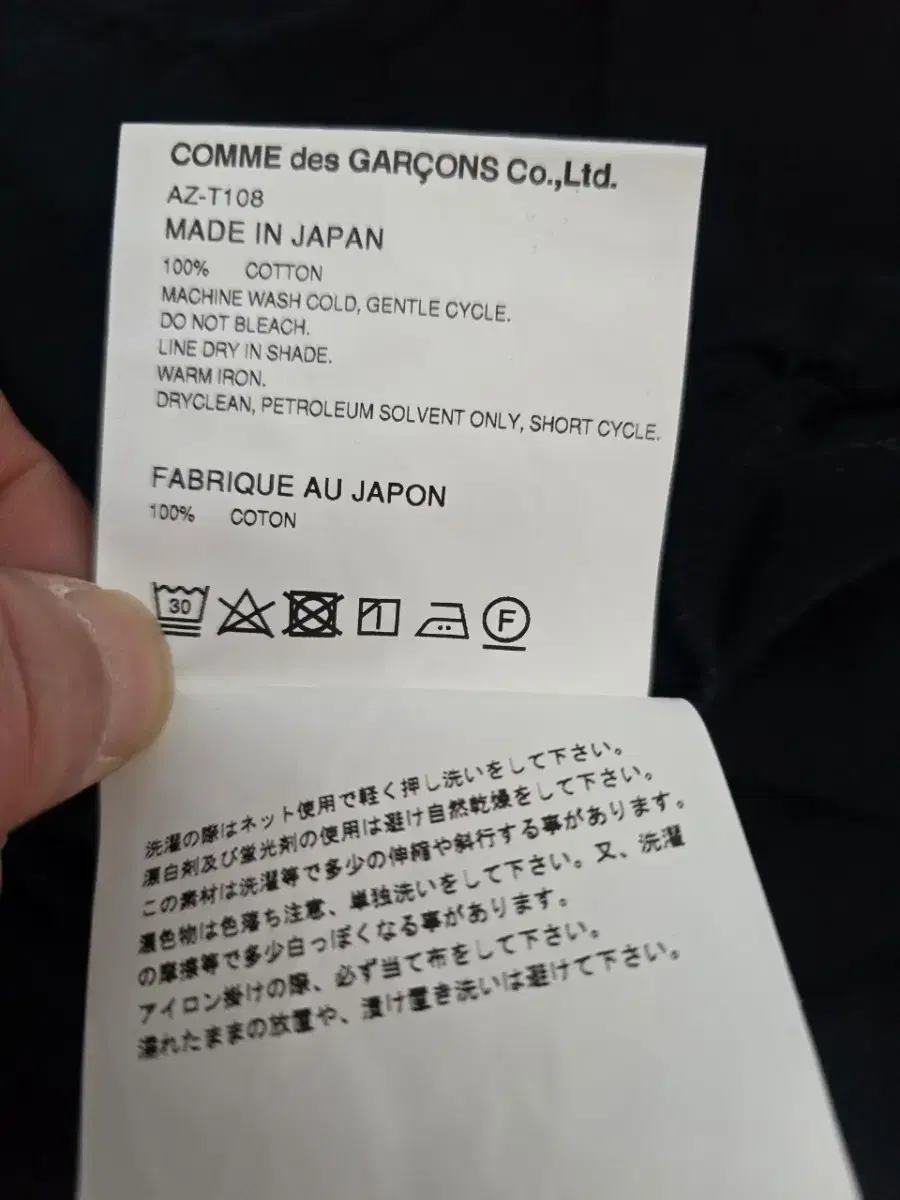 COMME des GARÇONS Co.,Ltd.
AZ-T108
MADE IN JAPAN
100% COTTON
MACHINE WASH COLD, GENTLE CYCLE.
DO NOT BLEACH.
LINE DRY IN SHADE.
WARM IRON.
DRYCLEAN, PETROLEUM SOLVENT ONLY, SHORT CYCLE.
FABRIQUE AU JAPON
100% COTON
30 F
洗濯の際はネット使用で軽く押し洗いをして下さい。
漂白剤及び蛍光剤の使用は避け自然乾燥をして下さい。
この素材は洗濯等で多少の伸縮や斜行する事があります。
濃色物は色落ち注意、単独洗いをして下さい。又、洗濯
の摩擦等で多少白っぽくなる事があります。
アイロン掛けの際、必ず当て布をして下さい。
濡れたままの放置や、漬け置き洗いは避けて下さい。